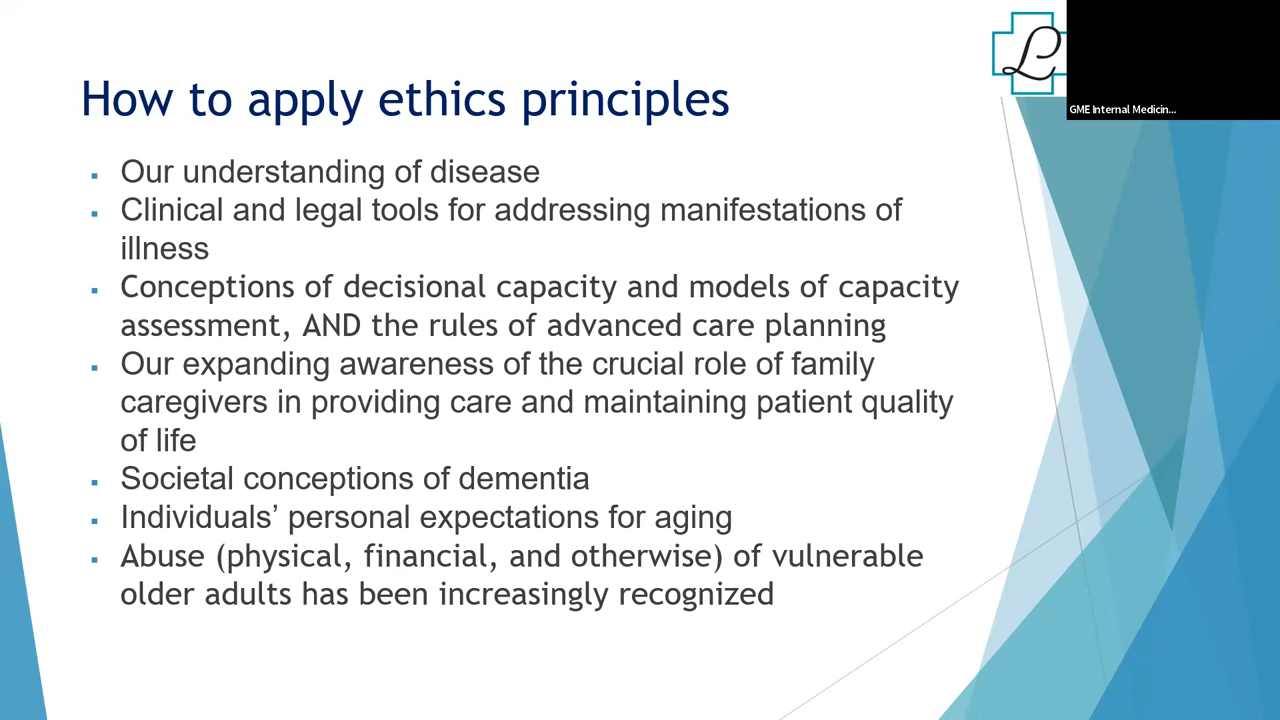 L
GME Internal Medicin...
How to apply ethics principles
Our understanding of disease
Clinical and legal tools for addressing manifestations of
illness
Conceptions of decisional capacity and models of capacity
assessment, AND the rules of advanced care planning
Our expanding awareness of the crucial role of family
caregivers in providing care and maintaining patient quality
of life
Societal conceptions of dementia
Individuals’ personal expectations for aging
Abuse (physical, financial, and otherwise) of vulnerable
older adults has been increasingly recognized